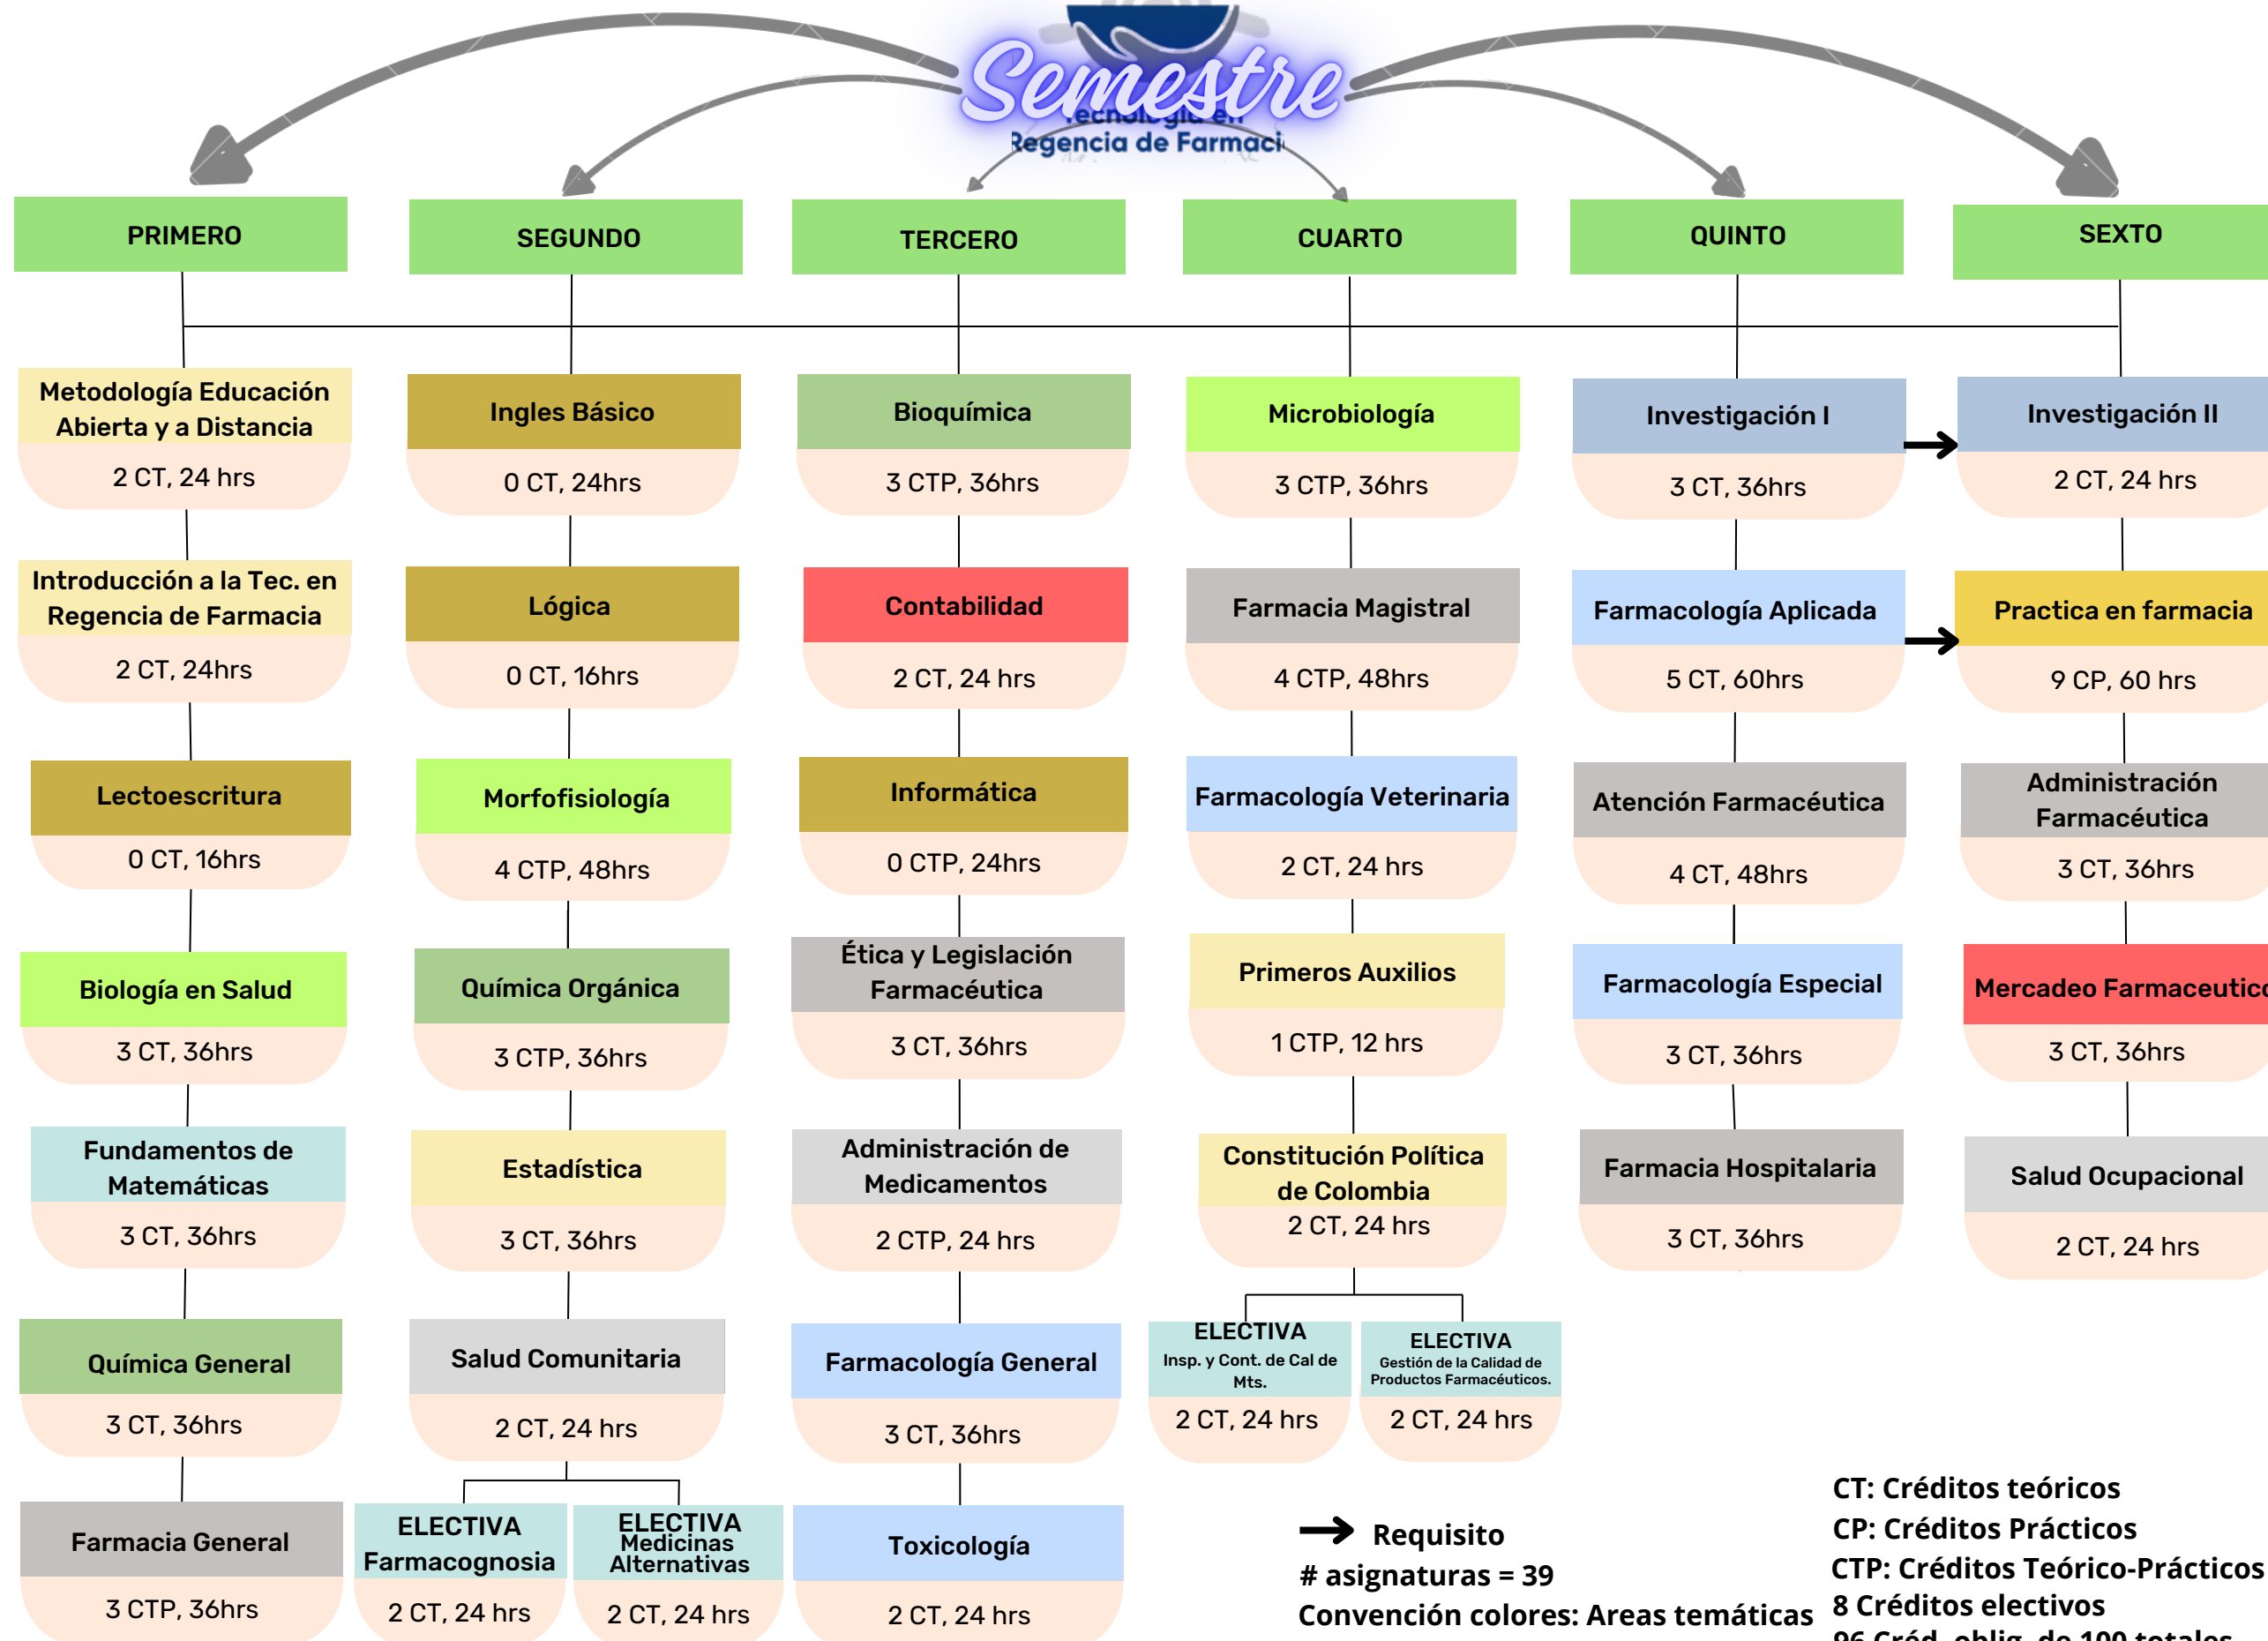 Semestre
Tecnología en
Regencia de Farmaci
PRIMERO
SEGUNDO
TERCERO
CUARTO
QUINTO
SEXTO
Metodología Educación
Abierta y a Distancia
2 CT, 24 hrs
Introducción a la Tec. en
Regencia de Farmacia
2 CT, 24hrs
Lectoescritura
0 CT, 16hrs
Biología en Salud
3 CT, 36hrs
Fundamentos de
Matemáticas
3 CT, 36hrs
Química General
3 CT, 36hrs
Farmacia General
3 CTP, 36hrs
Ingles Básico
0 CT, 24hrs
Lógica
0 CT, 16hrs
Morfofisiología
4 CTP, 48hrs
Química Orgánica
3 CTP, 36hrs
Estadística
3 CT, 36hrs
Salud Comunitaria
2 CT, 24 hrs
ELECTIVA
Farmacognosia
2 CT, 24 hrs
ELECTIVA
Medicinas
Alternativas
2 CT, 24 hrs
Bioquímica
3 CTP, 36hrs
Contabilidad
2 CT, 24 hrs
Informática
0 CTP, 24hrs
Ética y Legislación
Farmacéutica
3 CT, 36hrs
Administración de
Medicamentos
2 CTP, 24 hrs
Farmacología General
3 CT, 36hrs
Toxicología
2 CT, 24 hrs
Microbiología
3 CTP, 36hrs
Farmacia Magistral
4 CTP, 48hrs
Farmacología Veterinaria
2 CT, 24 hrs
Primeros Auxilios
1 CTP, 12 hrs
Constitución Política
de Colombia
2 CT, 24 hrs
ELECTIVA
Insp. y Cont. de Cal de
Mts.
2 CT, 24 hrs
ELECTIVA
Gestión de la Calidad de
Productos Farmacéuticos.
2 CT, 24 hrs
Investigación I
3 CT, 36hrs
Farmacología Aplicada
5 CT, 60hrs
Atención Farmacéutica
4 CT, 48hrs
Farmacología Especial
3 CT, 36hrs
Farmacia Hospitalaria
3 CT, 36hrs
Investigación II
2 CT, 24 hrs
Practica en farmacia
9 CP, 60 hrs
Administración
Farmacéutica
3 CT, 36hrs
Mercadeo Farmaceutico
3 CT, 36hrs
Salud Ocupacional
2 CT, 24 hrs
Requisito
# asignaturas = 39
Convención colores: Areas temáticas
CT: Créditos teóricos
CP: Créditos Prácticos
CTP: Créditos Teórico-Prácticos
8 Créditos electivos
96 Créd. oblig. de 100 totales